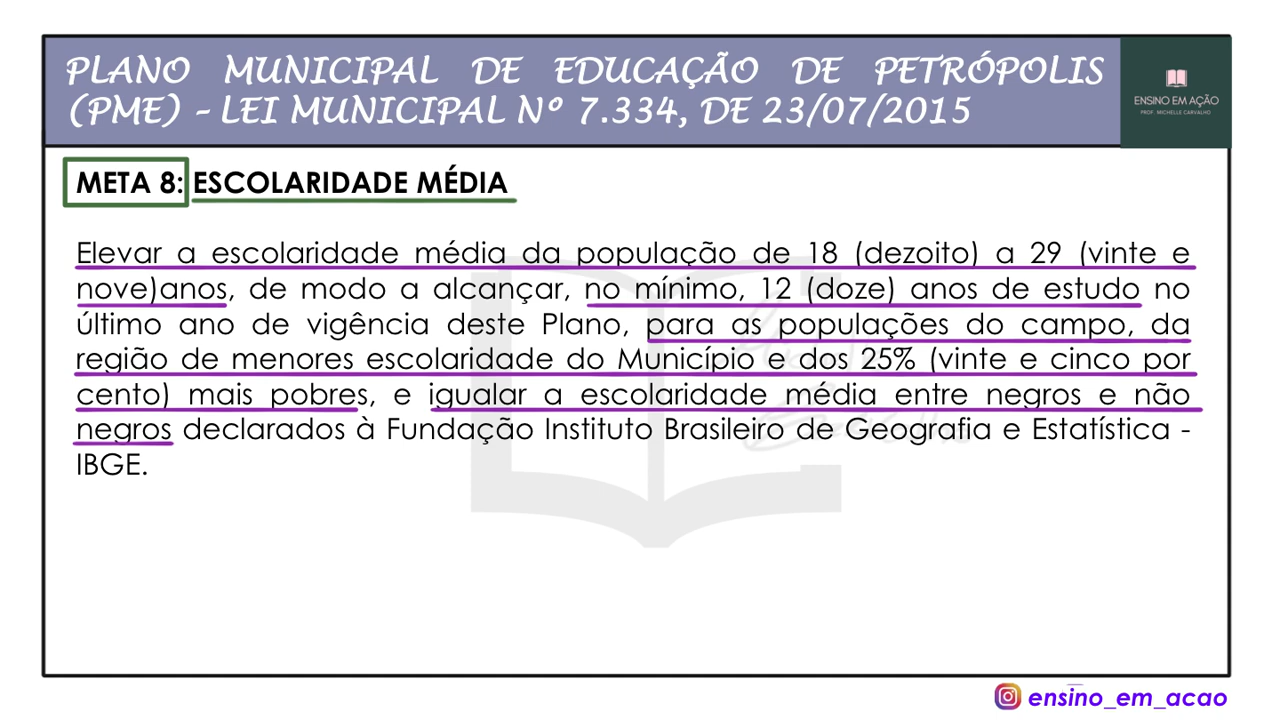 PLANO MUNICIPAL DE EDUCAÇÃO DE PETRÓPOLIS
(PME) – LEI MUNICIPAL Nº 7.334, DE 23/07/2015
ENSINO EM AÇÃO
PROF. MICHELLE CARVALHO
META 8: ESCOLARIDADE MÉDIA
Elevar a escolaridade média da população de 18 (dezoito) a 29 (vinte e
nove)anos, de modo a alcançar, no mínimo, 12 (doze) anos de estudo no
último ano de vigência deste Plano, para as populações do campo, da
região de menores escolaridade do Município e dos 25% (vinte e cinco por
cento) mais pobres, e igualar a escolaridade média entre negros e não
negros declarados à Fundação Instituto Brasileiro de Geografia e Estatística -
IBGE.
ensino_em_acao